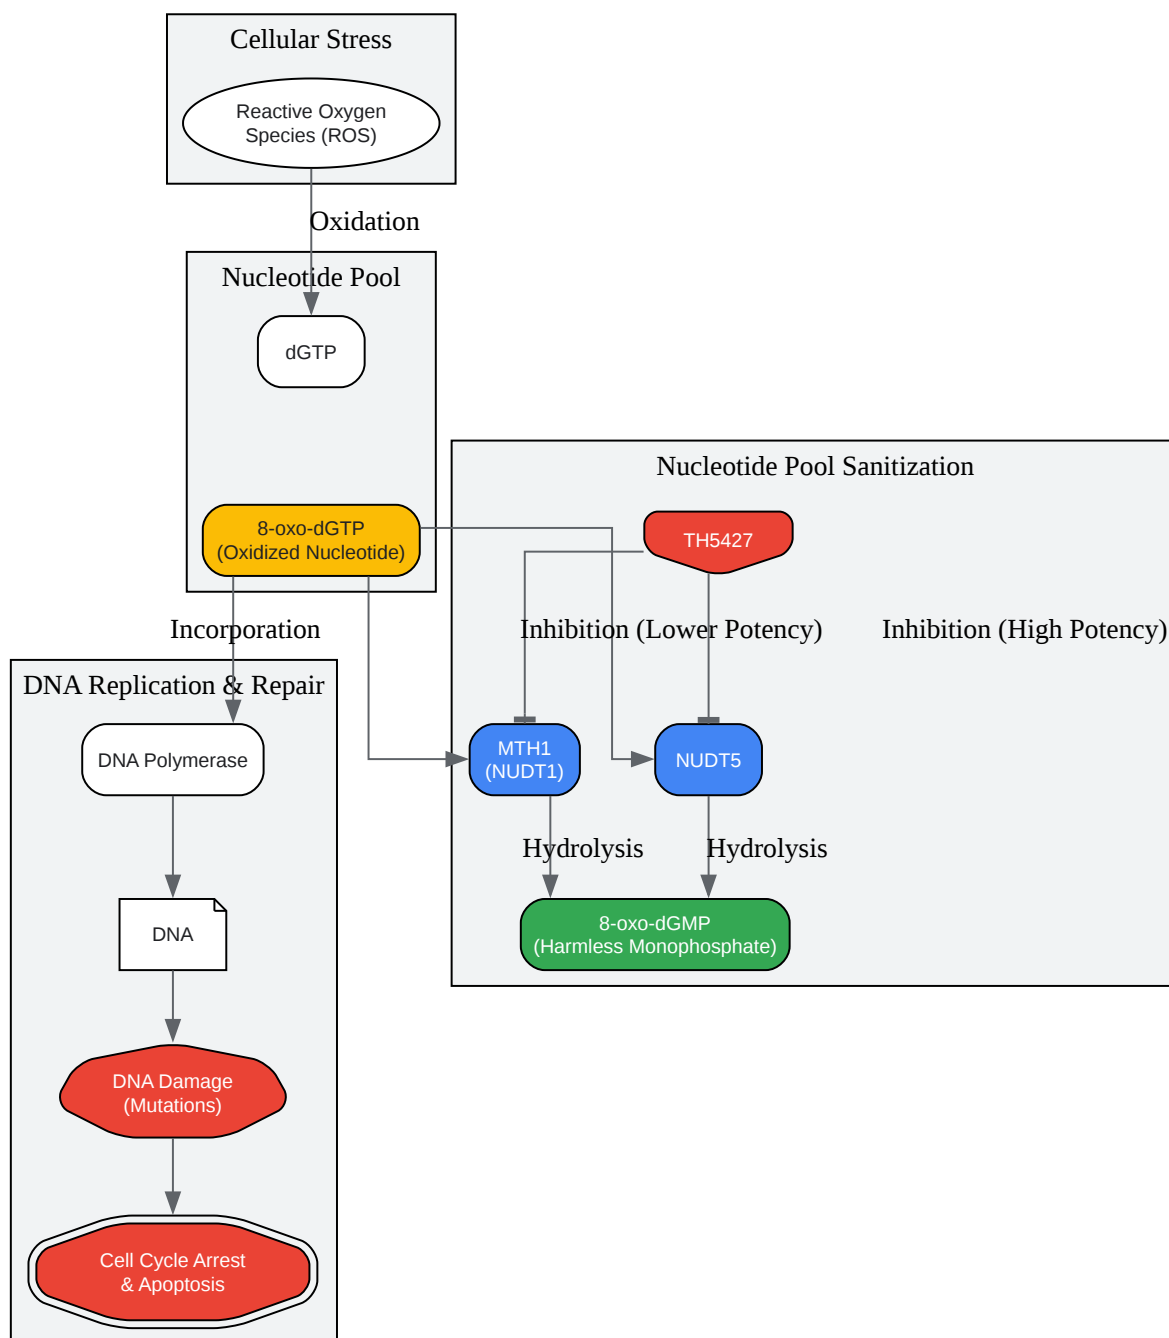 Cellular Stress
Reactive Oxygen
Species (ROS)
Oxidation
Nucleotide Pool
dGTP
8-oxo-dGTP
(Oxidized Nucleotide)
Nucleotide Pool Sanitization
TH5427
Incorporation
Inhibition (Lower Potency)
Inhibition (High Potency)
DNA Replication & Repair
DNA Polymerase
MTH1
(NUDT1)
NUDT5
Hydrolysis
Hydrolysis
DNA
8-oxo-dGMP
(Harmless Monophosphate)
DNA Damage
(Mutations)
Cell Cycle Arrest
& Apoptosis